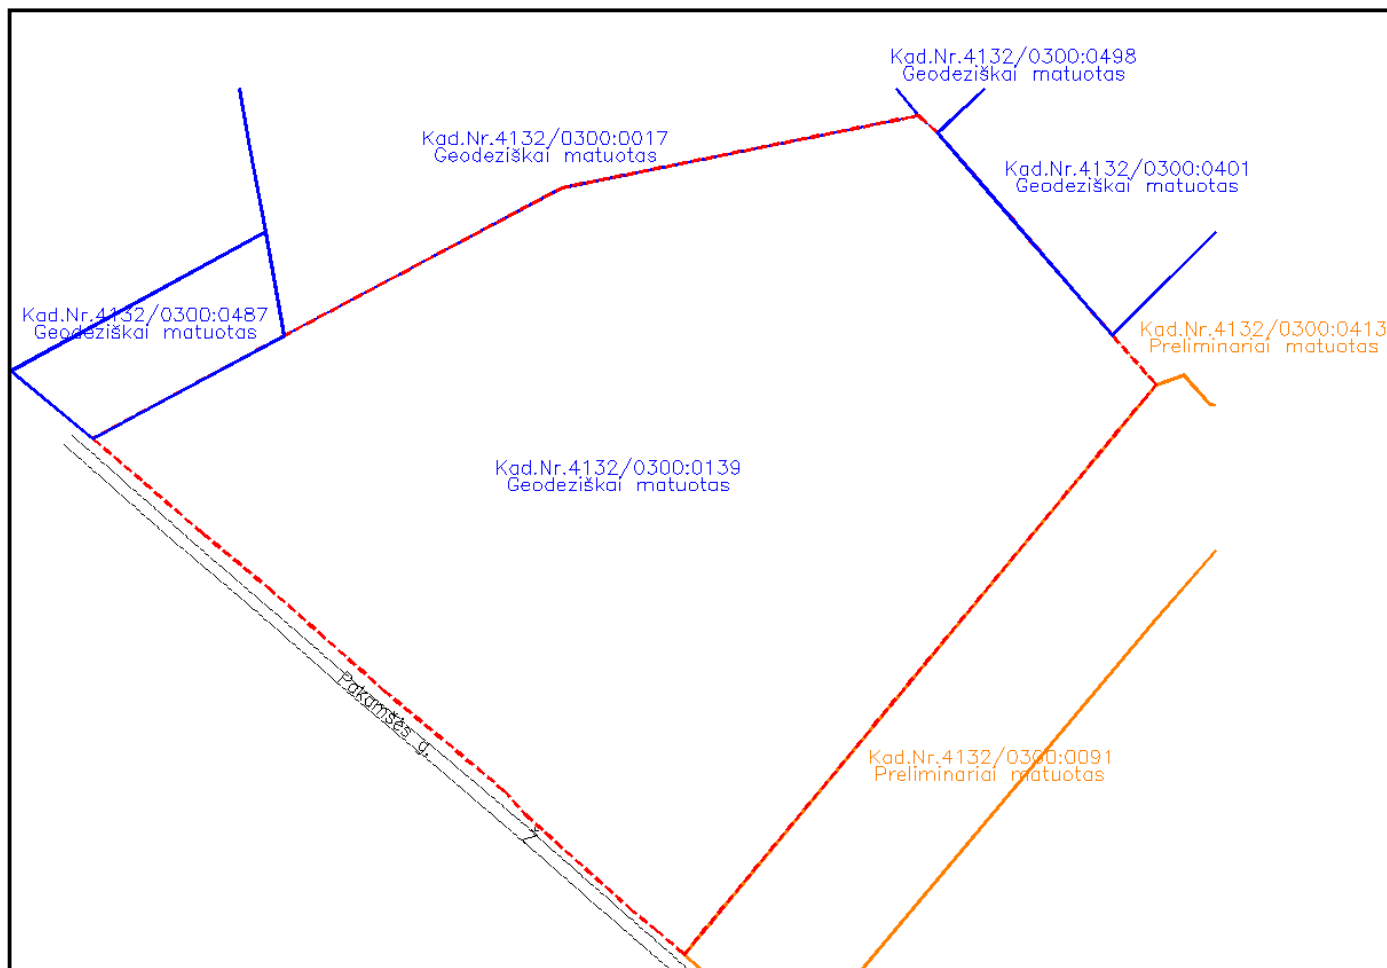 Kad.Nr.4132/0300:0498
Geodeziškai matuotas
Kad.Nr.4132/0300:0017
Geodeziškai matuotas
Kad.Nr.4132/0300:0401
Geodeziškai matuotas
Kad.Nr.4132/0300:0487
Geodeziškai matuotas
Kad.Nr.4132/0300:0413
Preliminariai matuotas
Kad.Nr.4132/0300:0139
Geodeziškai matuotas
Pakamšės g.
Ž
Kad.Nr.4132/0300:0091
Preliminariai matuotas